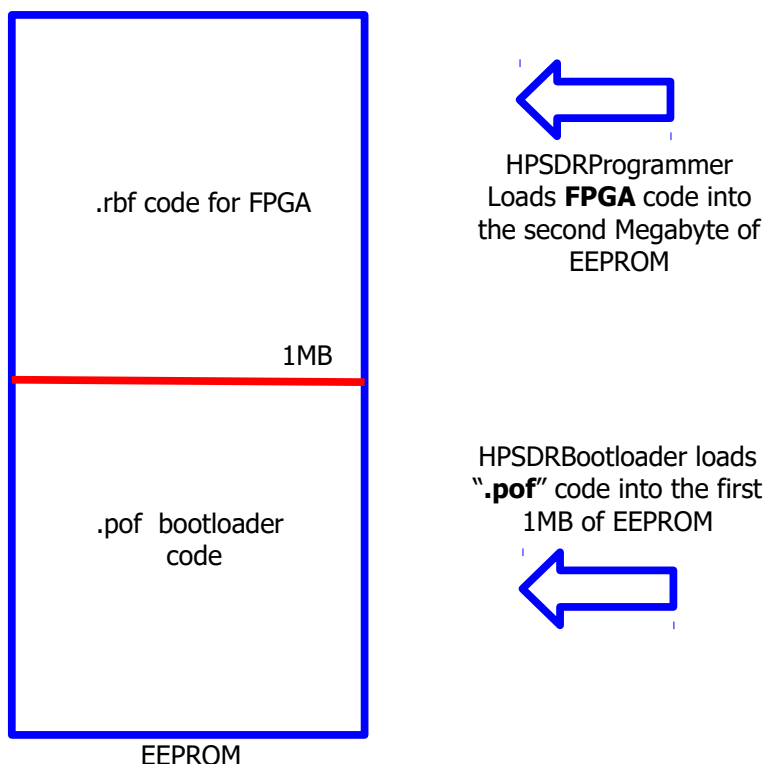 HPSDRProgrammer
Loads FPGA code into
the second Megabyte of
EEPROM
.rbf code for FPGA
1MB
HPSDRBootloader loads
“.pof” code into the first
1MB of EEPROM
.pof  bootloader
code
EEPROM